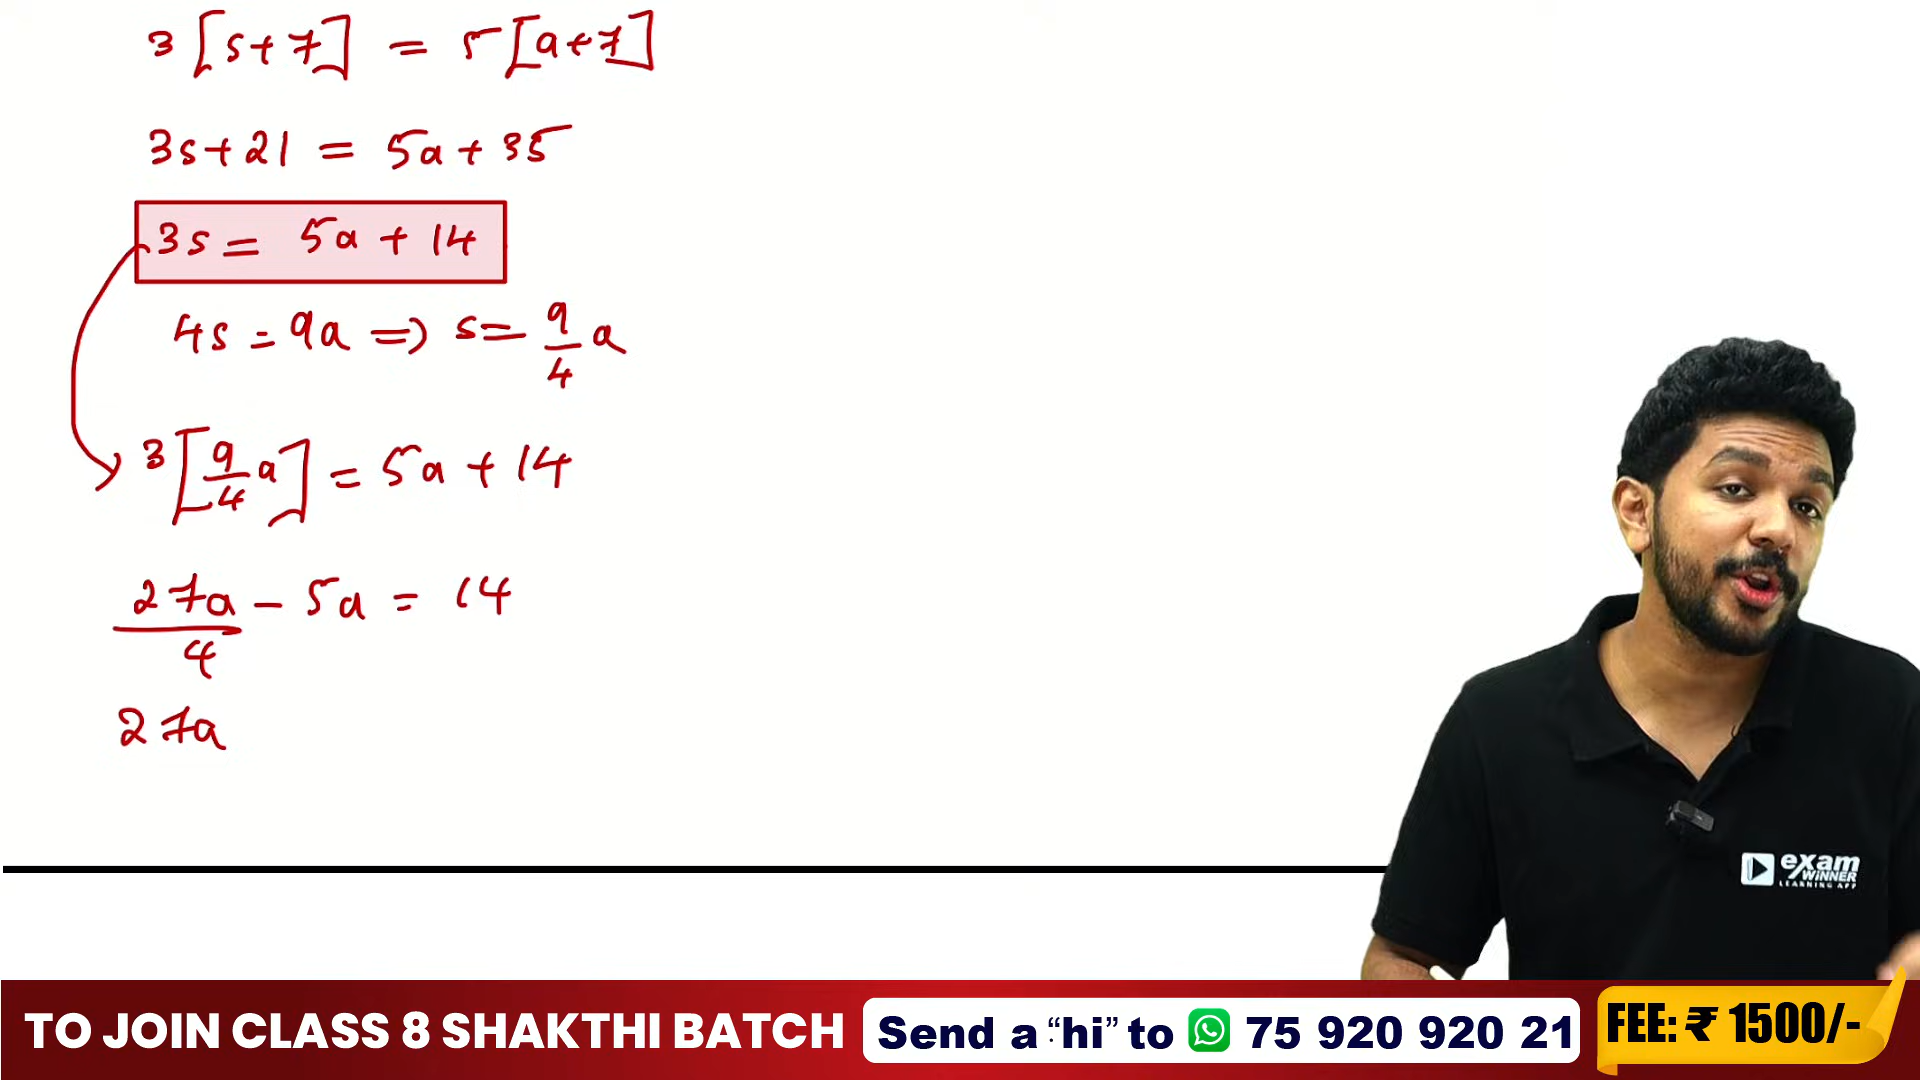 3 [s+7] = 5 [a+7]
3s+21 = 5a+35
3s = 5a + 14
4s = 9a ⇒ s = 9/4 a
3 [9/4 a] = 5a + 14
27a/4 - 5a = 14
27a
exam
WINNER
LEARNING APP
TO JOIN CLASS 8 SHAKTHI BATCH
Send a “hi” to 75 920 920 21
FEE: ₹ 1500/-